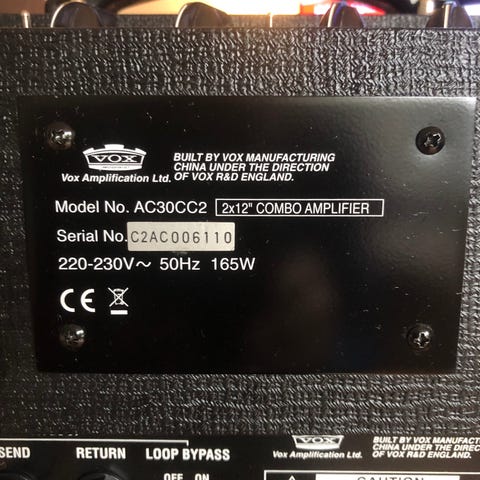 VOX
Vox Amplification Ltd.
BUILT BY VOX MANUFACTURING
CHINA UNDER THE DIRECTION
OF VOX R&D ENGLAND.
Model No. AC30CC2 2x12" COMBO AMPLIFIER
Serial No. C2AC006110
220-230V~ 50Hz 165W
CE
SEND RETURN LOOP BYPASS
OFF ON
VOX
Vox Amplification Ltd.
BUILT BY VOX MANUFACT
CHINA UNDER THE DIREC
OF VOX R&D ENGLAND.
CAUTION